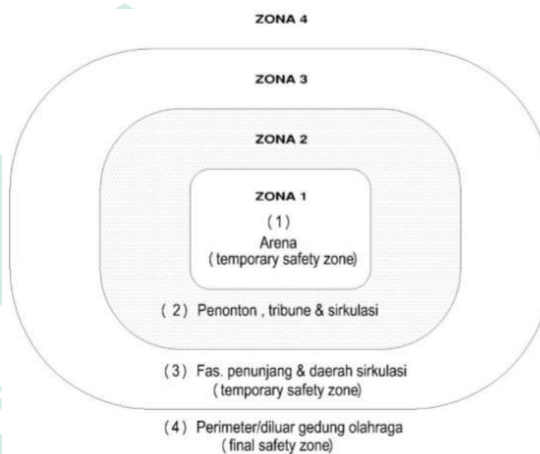 ZONA 4
ZONA 3
ZONA 2
ZONA 1
(1)
Arena
( temporary safety zone)
( 2) Penonton , tribune & sirkulasi
(3) Fas. penunjang & daerah sirkulasi
( temporary safety zone)
(4) Perimeter/diluar gedung olahraga
( final safety zone)